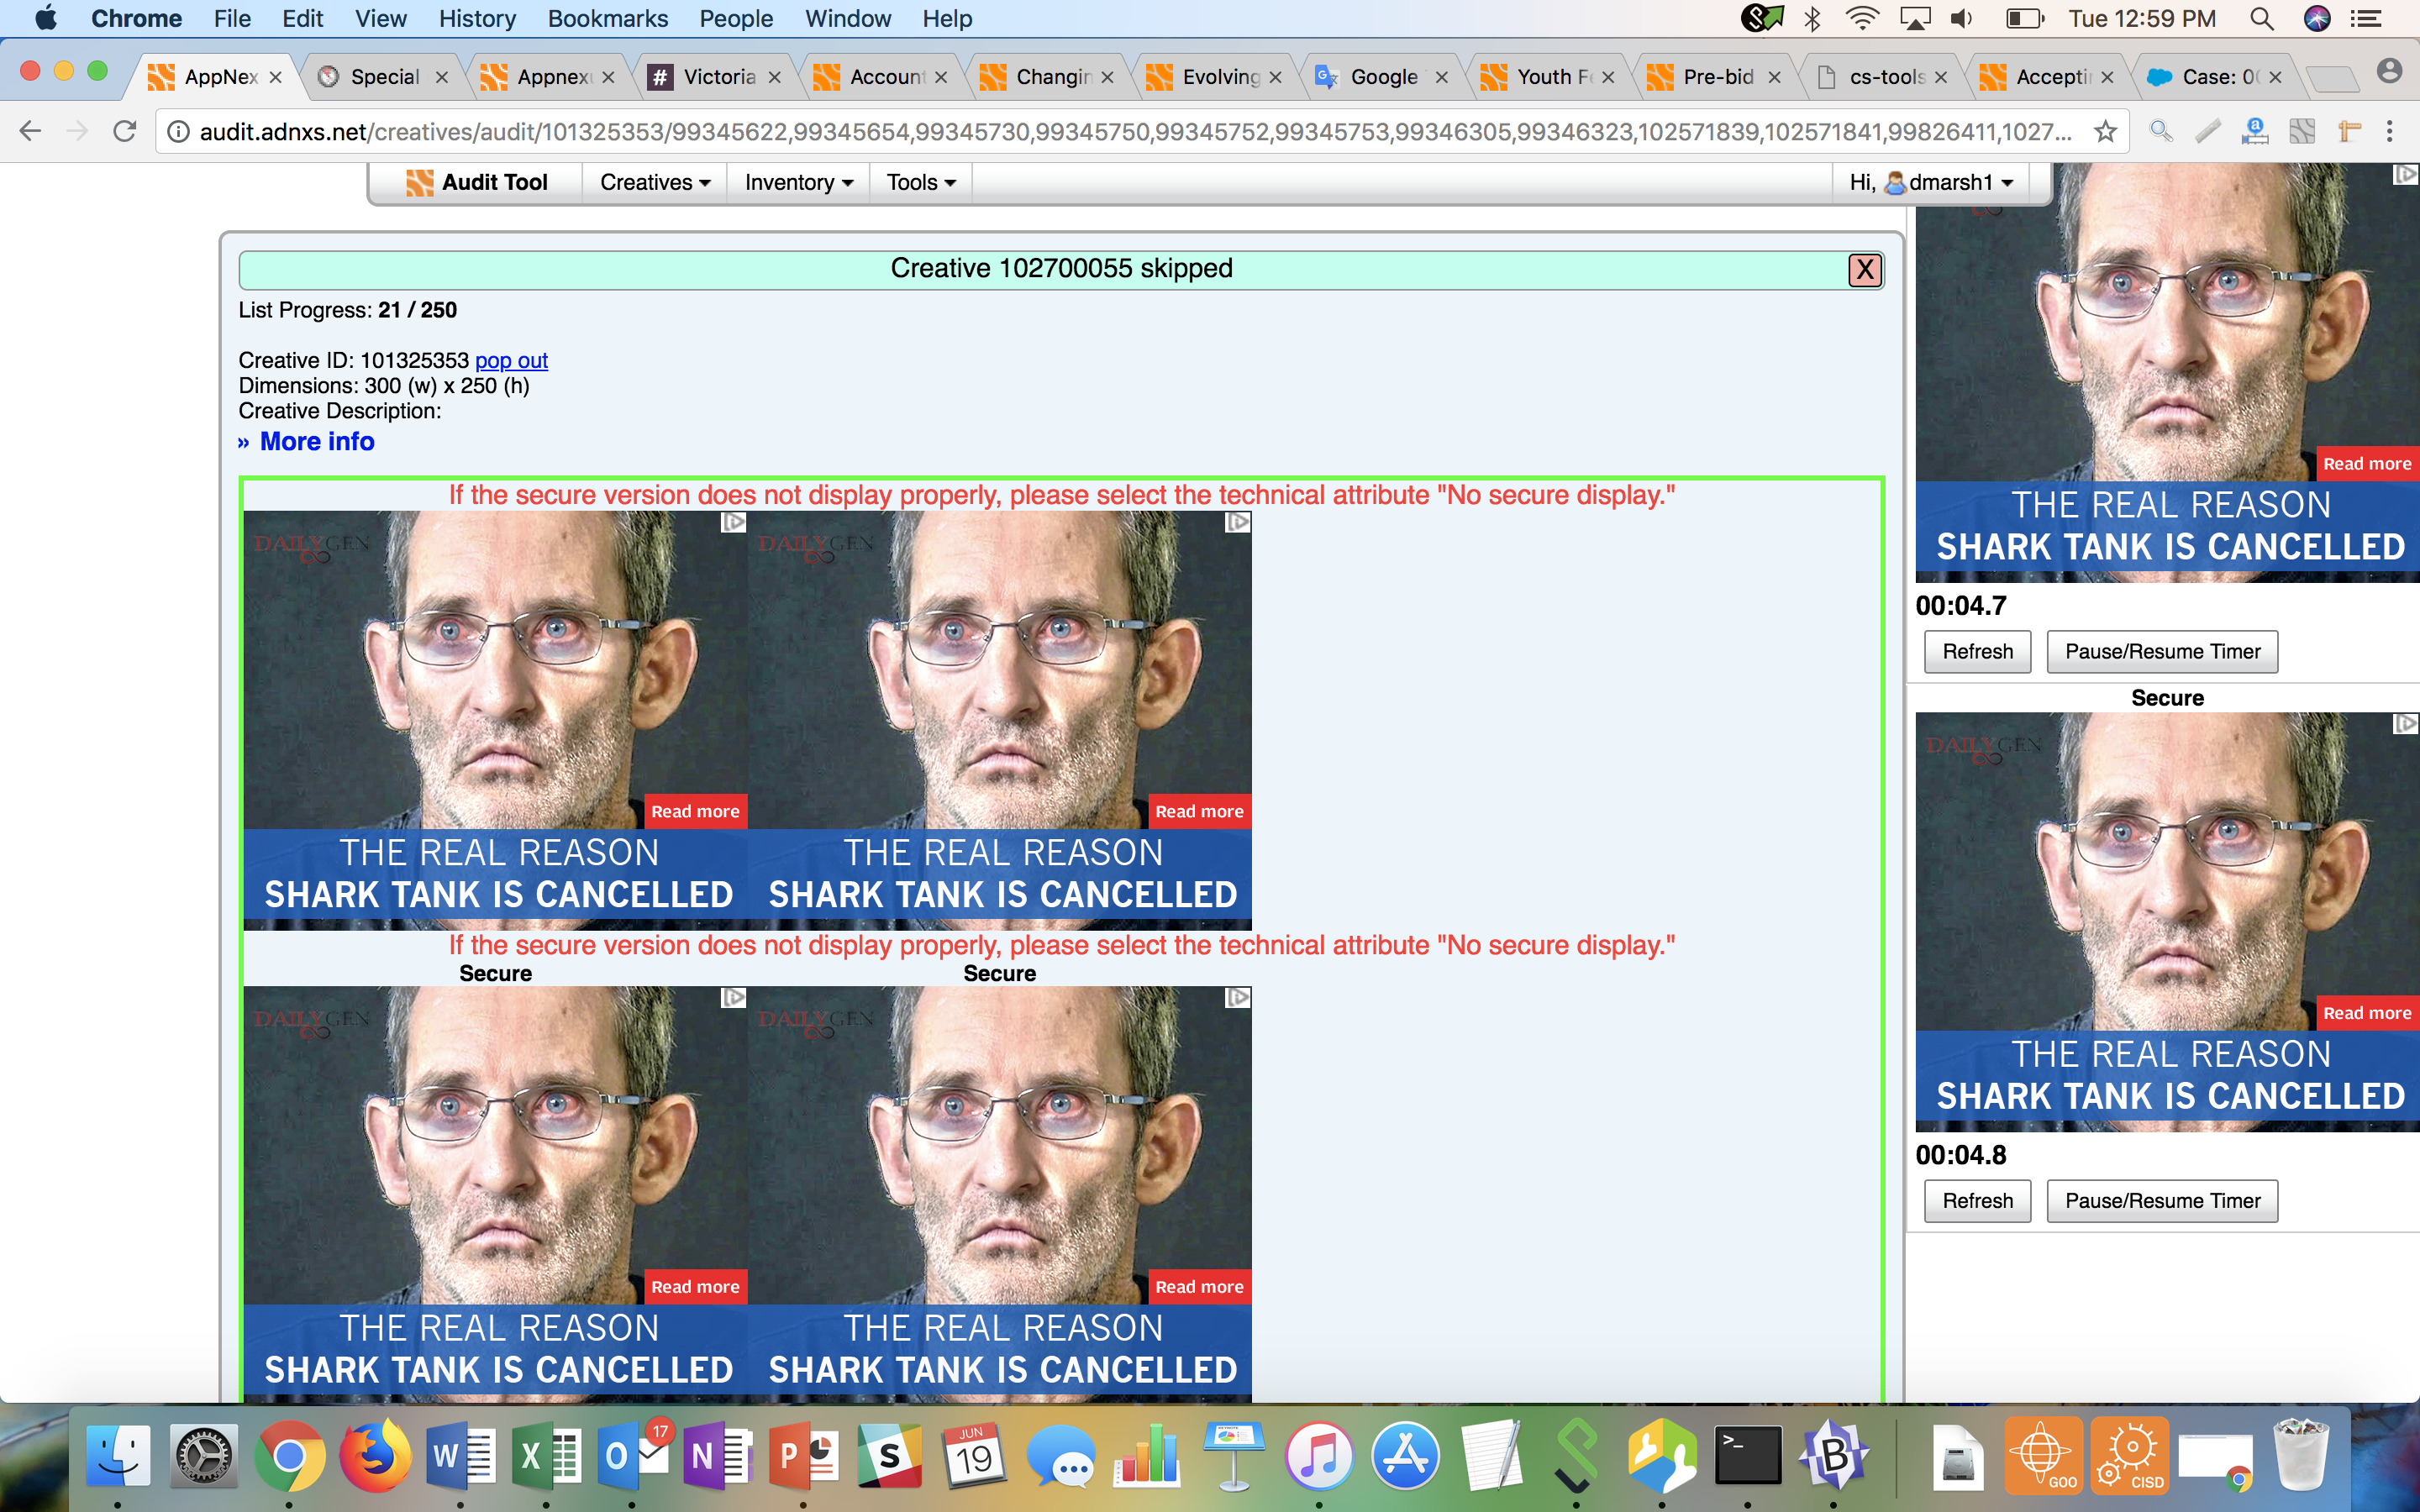 Chrome File Edit View History Bookmarks People Window Help Tue 12:59 PM
AppNex Special Appnexu Victoria Account Changin Evolving Google Youth Fe Pre-bid cs-tools Accepti Case: 00
audit.adnxs.net/creatives/audit/101325353/99345622,99345654,99345730,99345750,99345752,99345753,99346305,99346323,102571839,102571841,99826411,1027...
Audit Tool Creatives Inventory Tools Hi, dmarsh1
Creative 102700055 skipped X
List Progress: 21 / 250
Creative ID: 101325353 pop out
Dimensions: 300 (w) x 250 (h)
Creative Description:
» More info
If the secure version does not display properly, please select the technical attribute "No secure display."
DAILYGEN DAILYGEN
Read more Read more
THE REAL REASON THE REAL REASON
SHARK TANK IS CANCELLED SHARK TANK IS CANCELLED
If the secure version does not display properly, please select the technical attribute "No secure display."
Secure Secure
DAILYGEN DAILYGEN
Read more Read more
THE REAL REASON THE REAL REASON
SHARK TANK IS CANCELLED SHARK TANK IS CANCELLED
Read more
THE REAL REASON
SHARK TANK IS CANCELLED
00:04.7
Refresh Pause/Resume Timer
Secure
DAILYGEN
Read more
THE REAL REASON
SHARK TANK IS CANCELLED
00:04.8
Refresh Pause/Resume Timer
17
JUN
19
GOO
CISD